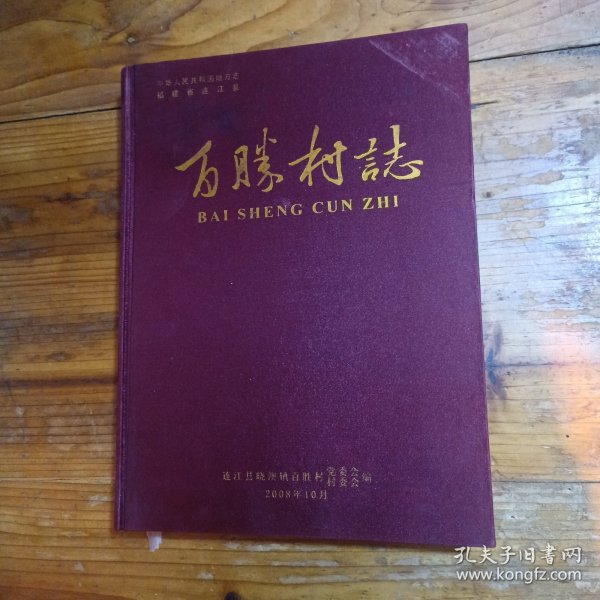 中华人民共和国地方志
福建省连江县
百勝村誌
BAI SHENG CUN ZHI
连江县晓澳镇百胜村党委会村委会编
2008年10月
孔夫子旧书网
www.kongfz.com